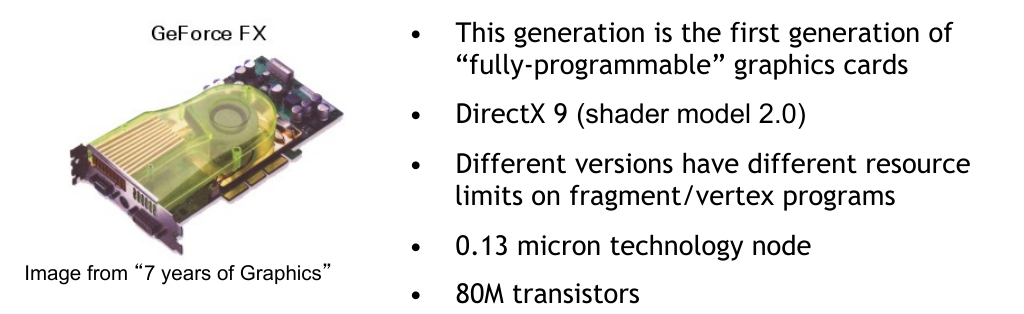 GeForce FX
Image from “7 years of Graphics”
• This generation is the first generation of
“fully-programmable” graphics cards
• DirectX 9 (shader model 2.0)
• Different versions have different resource
limits on fragment/vertex programs
• 0.13 micron technology node
• 80M transistors